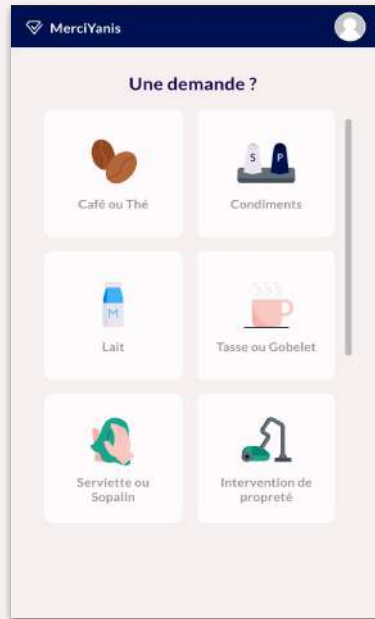 MerciYanis
Une demande ?
Café ou Thé
S P
Condiments
M
Lait
Tasse ou Gobelet
Serviette ou
Sopalin
Intervention de
propreté